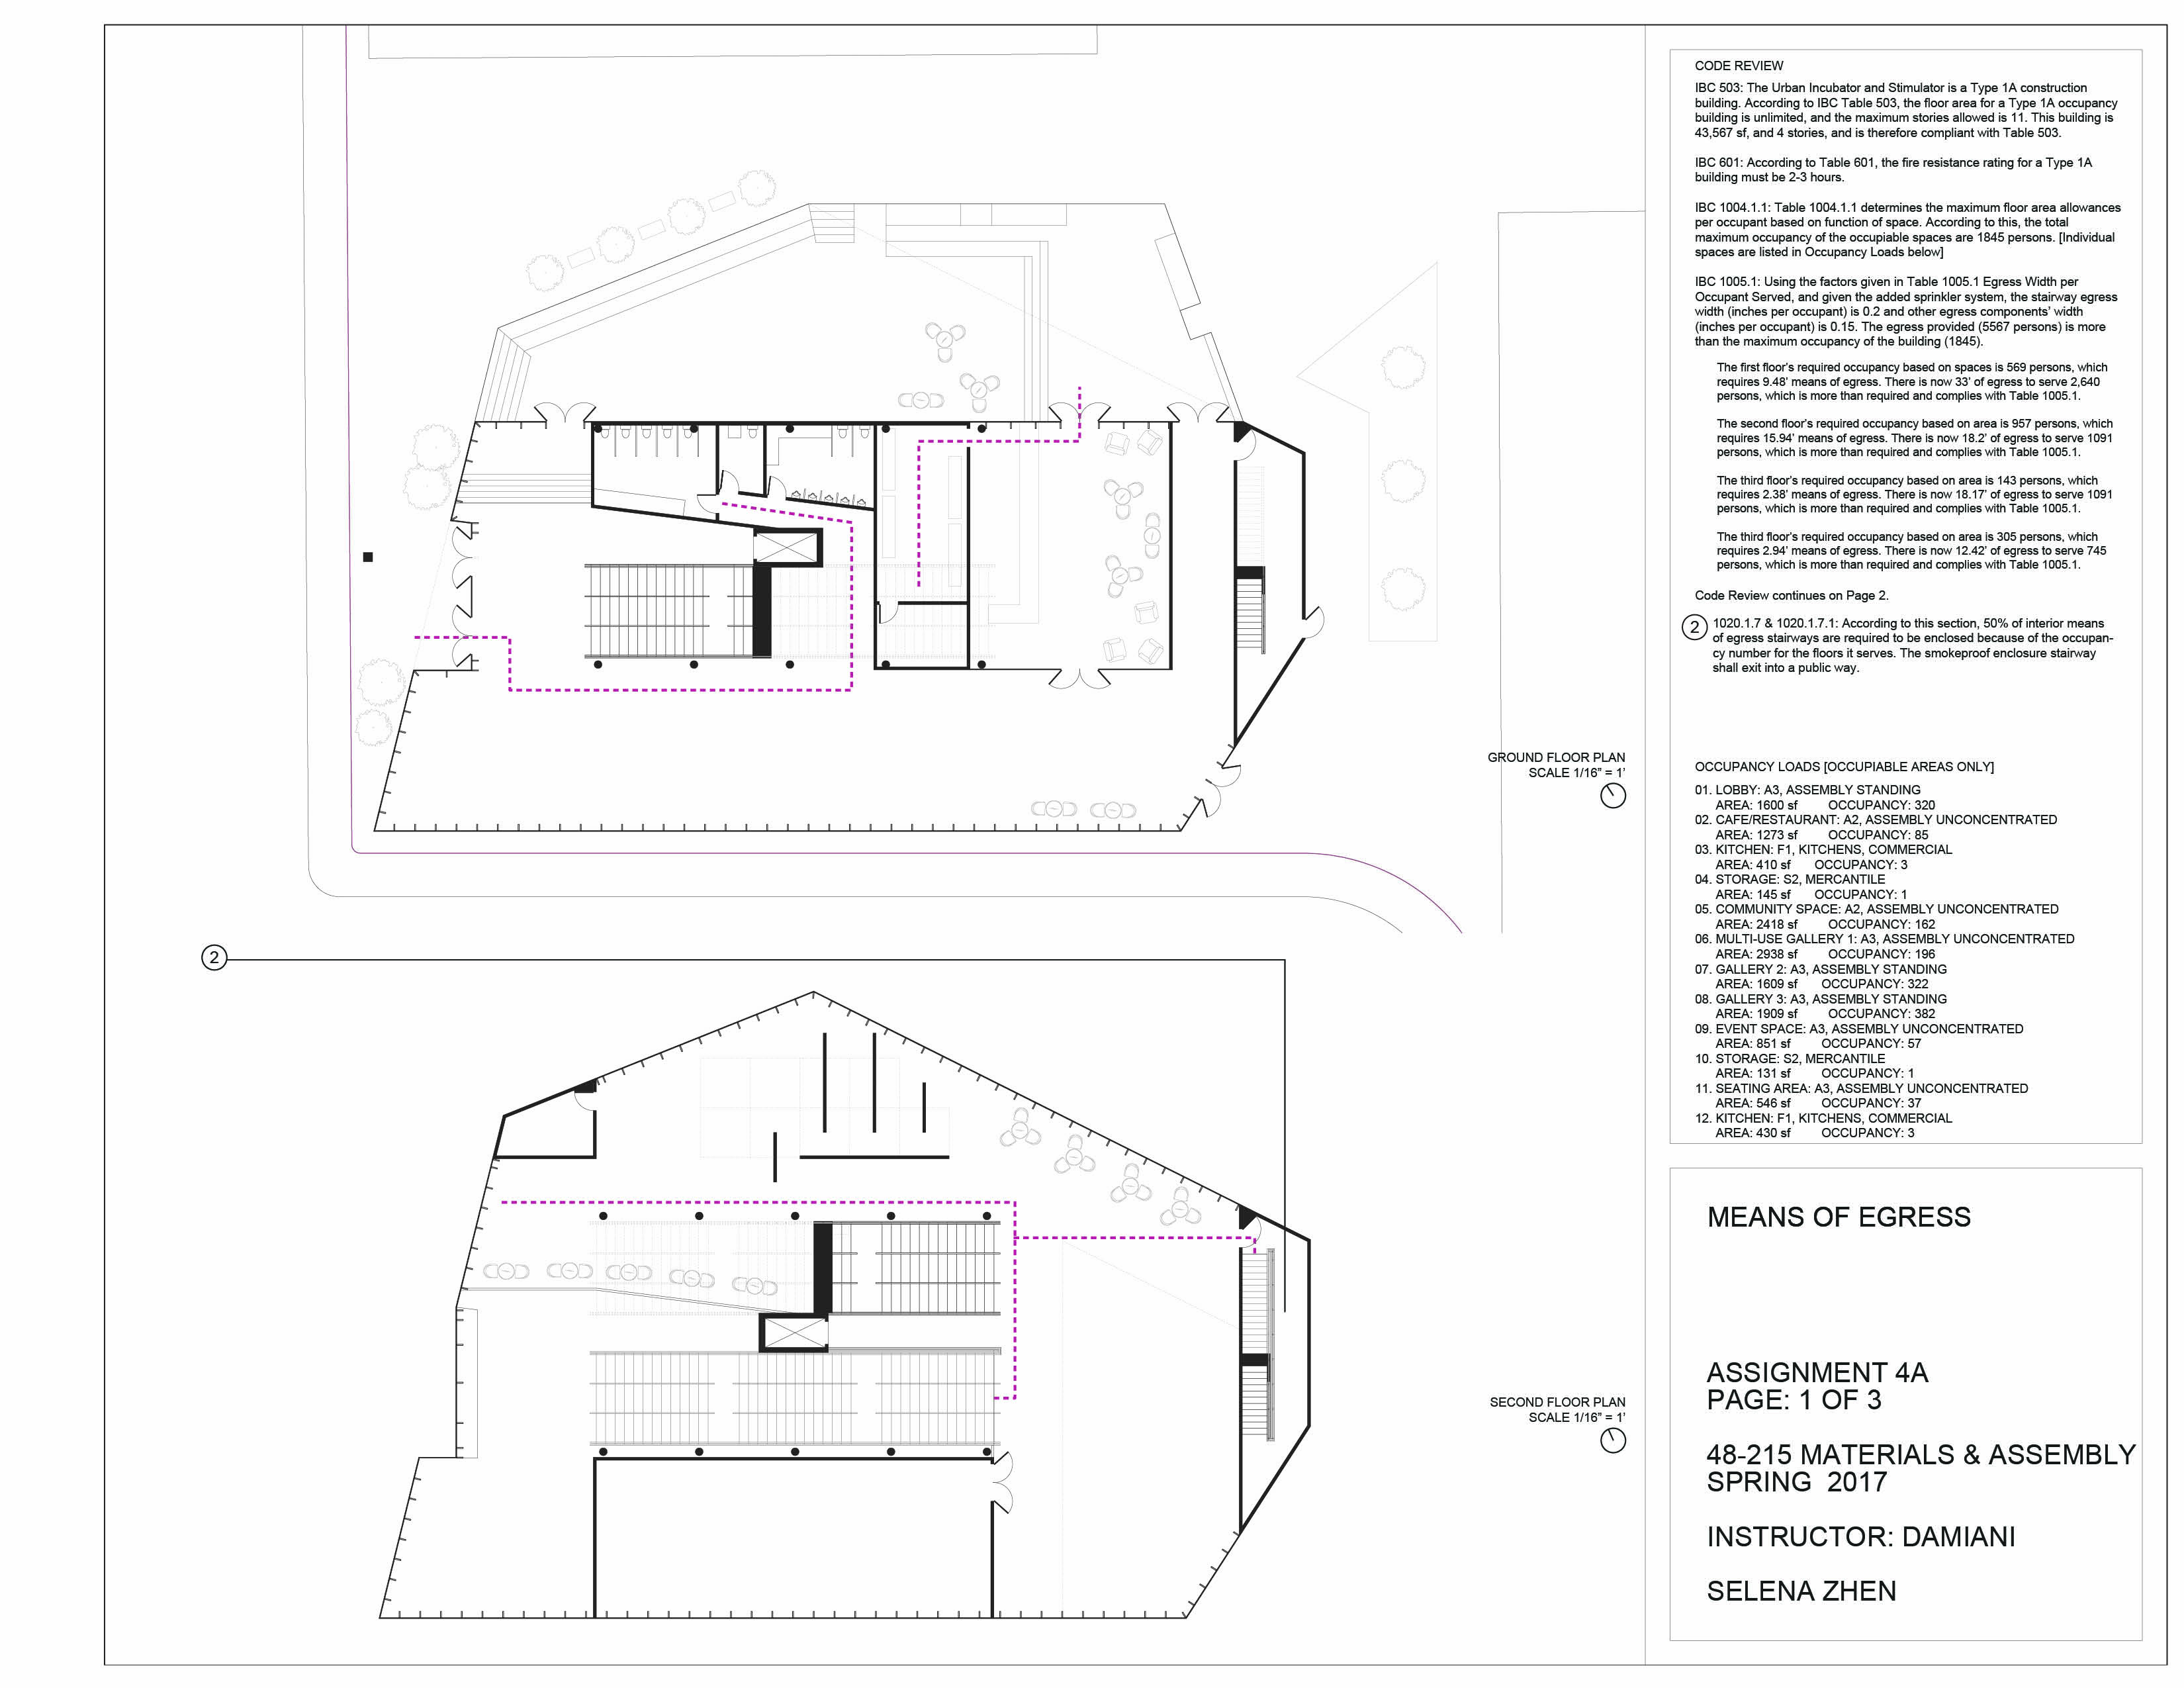 CODE REVIEW
IBC 503: The Urban Incubator and Stimulator is a Type 1A construction
building. According to IBC Table 503, the floor area for a Type 1A occupancy
building is unlimited, and the maximum stories allowed is 11. This building is
43,567 sf, and 4 stories, and is therefore compliant with Table 503.
IBC 601: According to Table 601, the fire resistance rating for a Type 1A
building must be 2-3 hours.
IBC 1004.1.1: Table 1004.1.1 determines the maximum floor area allowances
per occupant based on function of space. According to this, the total
maximum occupancy of the occupiable spaces are 1845 persons. [Individual
spaces are listed in Occupancy Loads below]
IBC 1005.1: Using the factors given in Table 1005.1 Egress Width per
Occupant Served, and given the added sprinkler system, the stairway egress
width (inches per occupant) is 0.2 and other egress components' width
(inches per occupant) is 0.15. The egress provided (5567 persons) is more
than the maximum occupancy of the building (1845).
The first floor's required occupancy based on spaces is 569 persons, which
requires 9.48' means of egress. There is now 33' of egress to serve 2,640
persons, which is more than required and complies with Table 1005.1.
The second floor's required occupancy based on area is 957 persons, which
requires 15.94' means of egress. There is now 18.2' of egress to serve 1091
persons, which is more than required and complies with Table 1005.1.
The third floor's required occupancy based on area is 143 persons, which
requires 2.38' means of egress. There is now 18.17' of egress to serve 1091
persons, which is more than required and complies with Table 1005.1.
The third floor's required occupancy based on area is 305 persons, which
requires 2.94' means of egress. There is now 12.42' of egress to serve 745
persons, which is more than required and complies with Table 1005.1.
Code Review continues on Page 2.
2 1020.1.7 & 1020.1.7.1: According to this section, 50% of interior means
of egress stairways are required to be enclosed because of the occupan-
cy number for the floors it serves. The smokeproof enclosure stairway
shall exit into a public way.
GROUND FLOOR PLAN
SCALE 1/16" = 1'
OCCUPANCY LOADS [OCCUPIABLE AREAS ONLY]
01. LOBBY: A3, ASSEMBLY STANDING
AREA: 1600 sf OCCUPANCY: 320
02. CAFE/RESTAURANT: A2, ASSEMBLY UNCONCENTRATED
AREA: 1273 sf OCCUPANCY: 85
03. KITCHEN: F1, KITCHENS, COMMERCIAL
AREA: 410 sf OCCUPANCY: 3
04. STORAGE: S2, MERCANTILE
AREA: 145 sf OCCUPANCY: 1
05. COMMUNITY SPACE: A2, ASSEMBLY UNCONCENTRATED
AREA: 2418 sf OCCUPANCY: 162
06. MULTI-USE GALLERY 1: A3, ASSEMBLY UNCONCENTRATED
AREA: 2938 sf OCCUPANCY: 196
07. GALLERY 2: A3, ASSEMBLY STANDING
AREA: 1609 sf OCCUPANCY: 322
08. GALLERY 3: A3, ASSEMBLY STANDING
AREA: 1909 sf OCCUPANCY: 382
09. EVENT SPACE: A3, ASSEMBLY UNCONCENTRATED
AREA: 851 sf OCCUPANCY: 57
10. STORAGE: S2, MERCANTILE
AREA: 131 sf OCCUPANCY: 1
11. SEATING AREA: A3, ASSEMBLY UNCONCENTRATED
AREA: 546 sf OCCUPANCY: 37
12. KITCHEN: F1, KITCHENS, COMMERCIAL
AREA: 430 sf OCCUPANCY: 3
2
SECOND FLOOR PLAN
SCALE 1/16" = 1'
MEANS OF EGRESS
ASSIGNMENT 4A
PAGE: 1 OF 3
48-215 MATERIALS & ASSEMBLY
SPRING 2017
INSTRUCTOR: DAMIANI
SELENA ZHEN